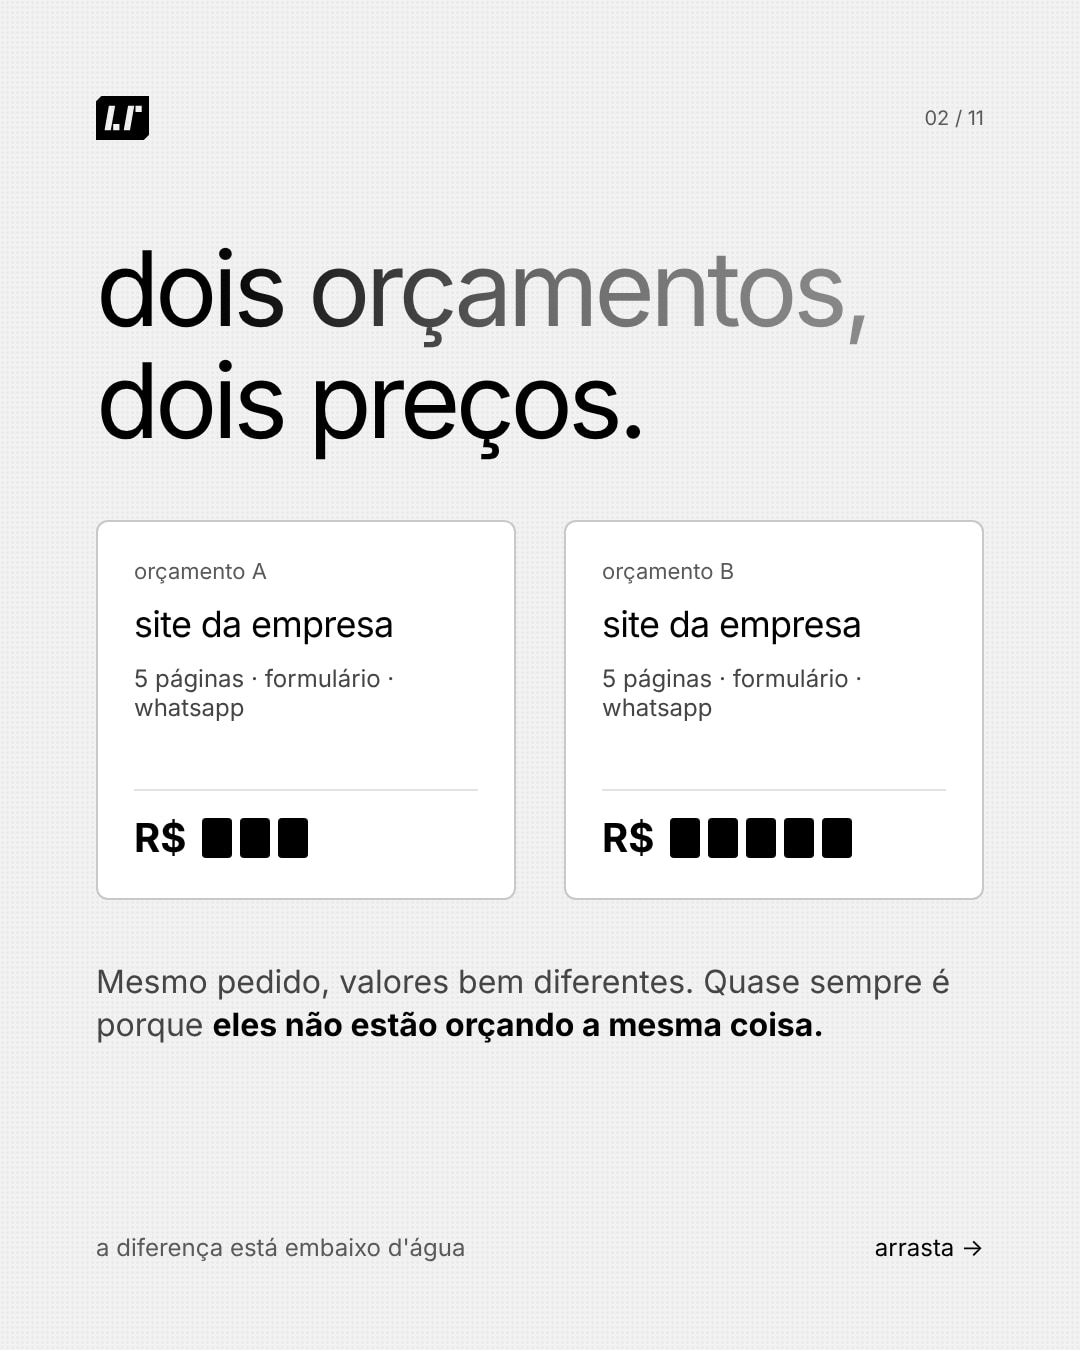 02 / 11
dois orçamentos,
dois preços.
orçamento A
site da empresa
5 páginas · formulário ·
whatsapp
R$
orçamento B
site da empresa
5 páginas · formulário ·
whatsapp
R$
Mesmo pedido, valores bem diferentes. Quase sempre é
porque eles não estão orçando a mesma coisa.
a diferença está embaixo d'água
arrasta →